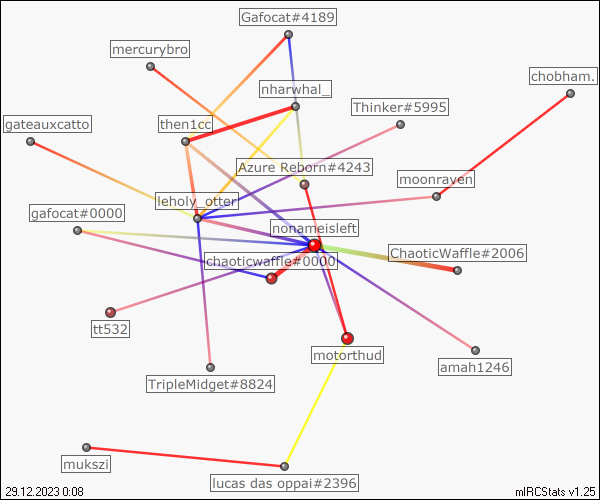 Gafocat#4189
mercurybro
chobham.
nharwhal_
Thinker#5995
gateauxcatto
then1cc
Azure Reborn#4243
moonraven
leholy_otter
gafocat#0000
nonameisleft
chaoticwaffle#0000
ChaoticWaffle#2006
tt532
motorthud
amah1246
TripleMidget#8824
mukszi
lucas das oppai#2396
29.12.2023 0:08
mIRCStats v1.25